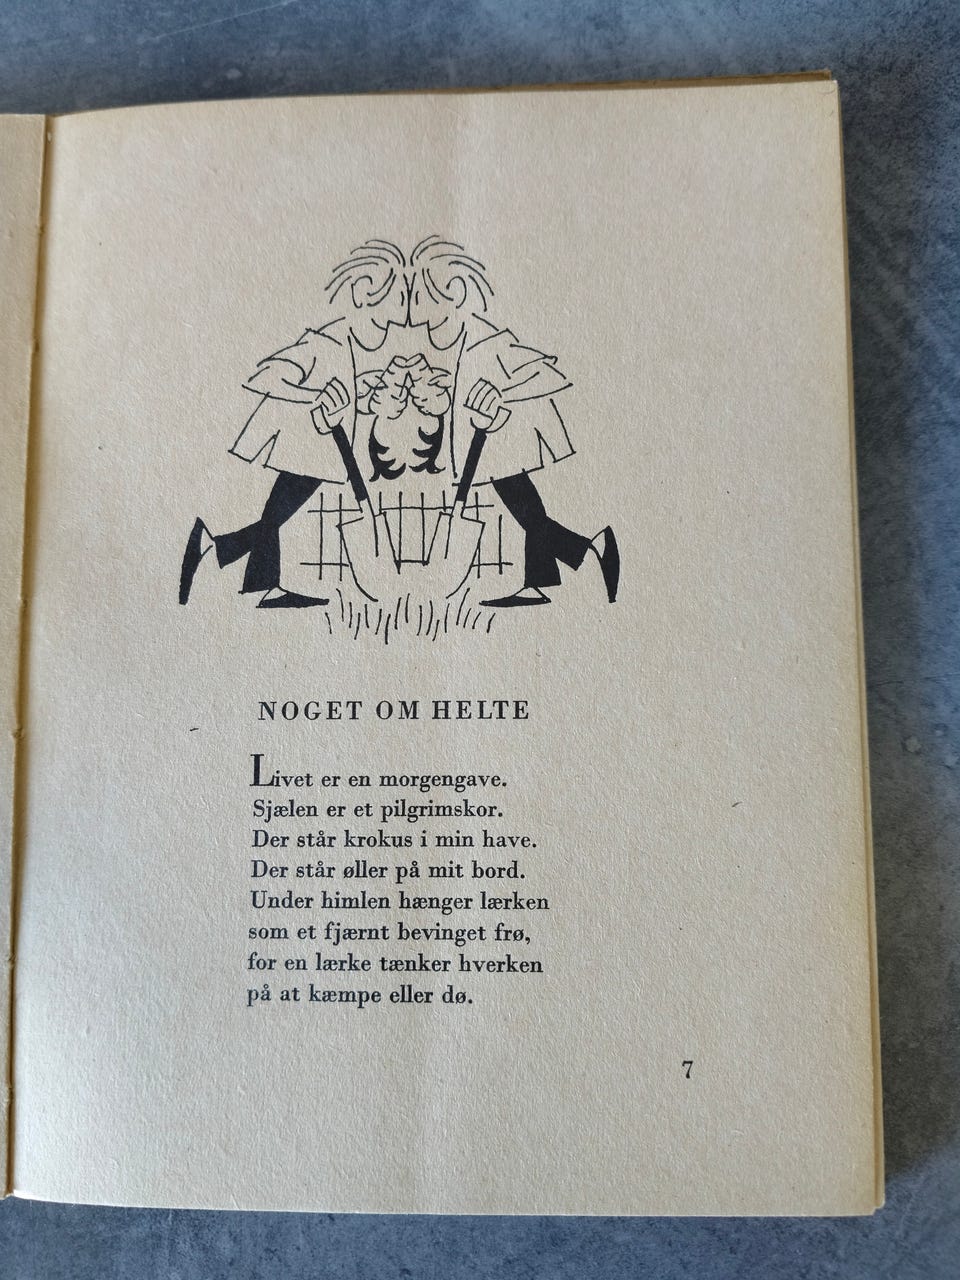 NOGET OM HELTE
Livet er en morgengave.
Sjælen er et pilgrimskor.
Der står krokus i min have.
Der står øller på mit bord.
Under himlen hænger lærken
som et fjærnt bevinget frø,
for en lærke tænker hverken
på at kæmpe eller dø.
7